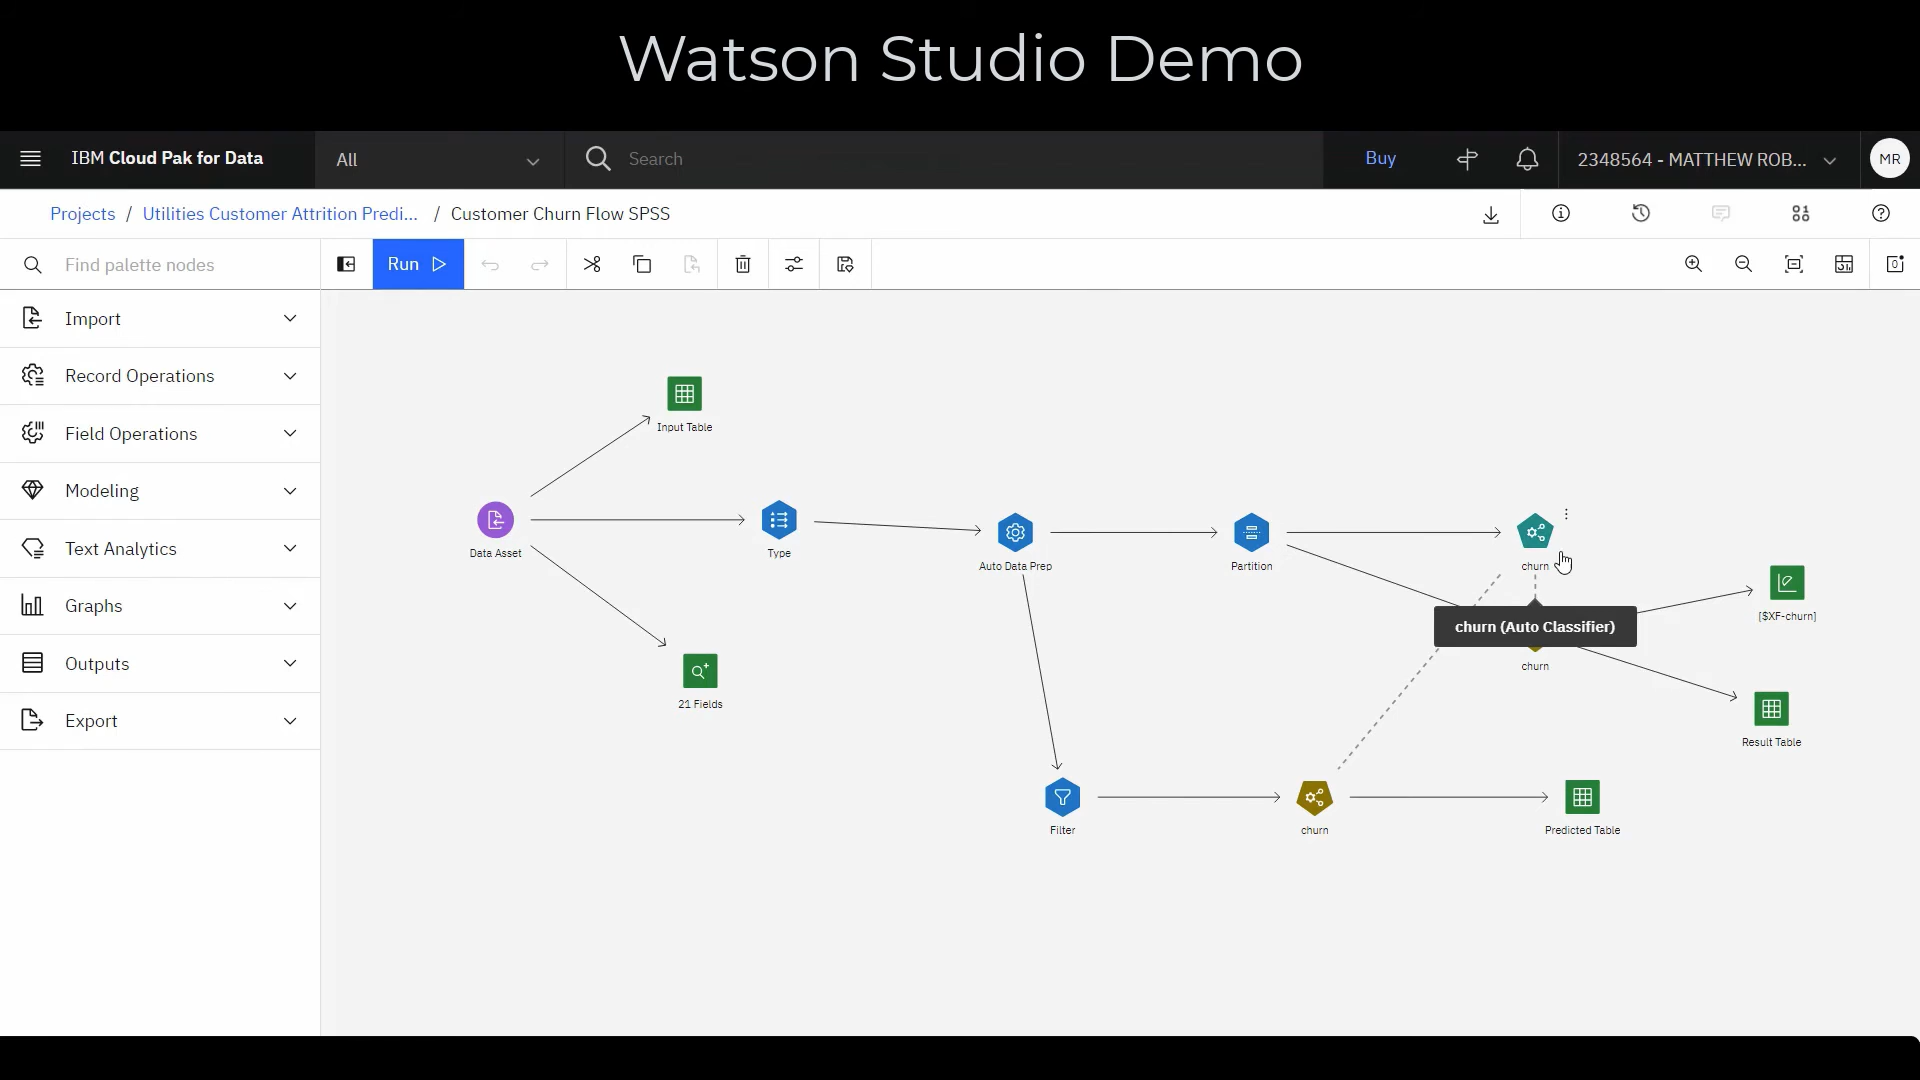 Watson Studio Demo
IBM Cloud Pak for Data
All
Search
Buy
2348564 - MATTHEW ROB...
MR
Projects / Utilities Customer Attrition Predi... / Customer Churn Flow SPSS
Find palette nodes
Run
Import
Record Operations
Field Operations
Modeling
Text Analytics
Graphs
Outputs
Export
Input Table
Data Asset
Type
Auto Data Prep
Partition
churn
churn (Auto Classifier)
churn
[$XF-churn]
21 Fields
Result Table
Filter
churn
Predicted Table